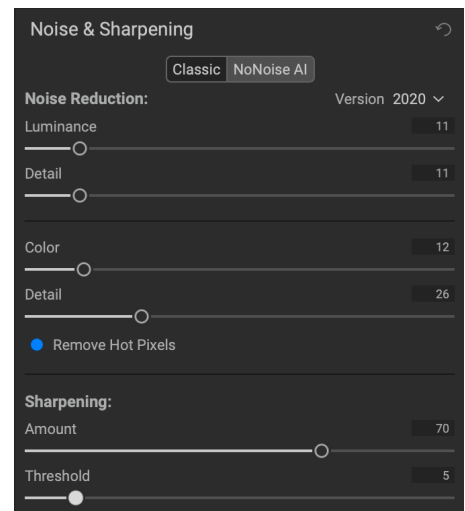 Noise & Sharpening
Classic NoNoise AI
Noise Reduction: Version 2020
Luminance 11
Detail 11
Color 12
Detail 26
Remove Hot Pixels
Sharpening:
Amount 70
Threshold 5